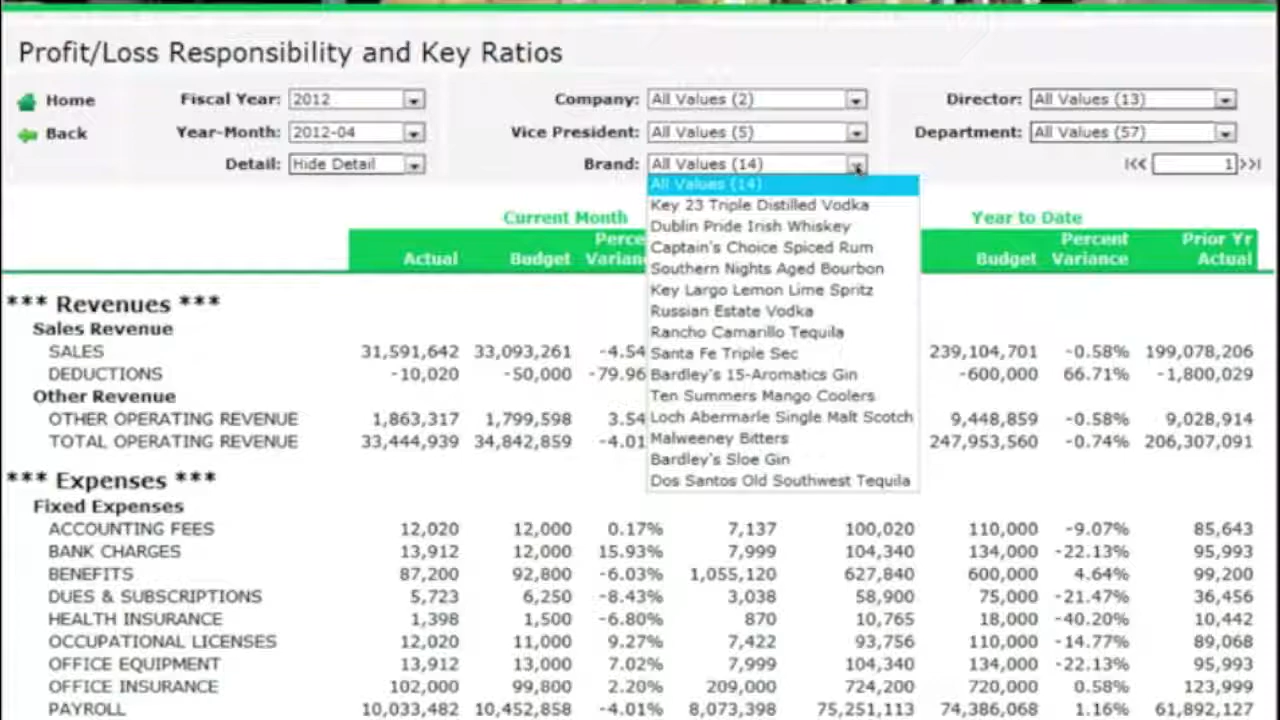 Profit/Loss Responsibility and Key Ratios
Home Fiscal Year: 2012 Company: All Values (2) Director: All Values (13)
Back Year-Month: 2012-04 Vice President: All Values (5) Department: All Values (57)
Detail: Hide Detail Brand: All Values (14) 1
All Values (14)
Key 23 Triple Distilled Vodka
Dublin Pride Irish Whiskey
Captain's Choice Spiced Rum
Southern Nights Aged Bourbon
Key Largo Lemon Lime Spritz
Russian Estate Vodka
Rancho Camarillo Tequila
Santa Fe Triple Sec
Bardley's 15-Aromatics Gin
Ten Summers Mango Coolers
Loch Abermarle Single Malt Scotch
Malweeney Bitters
Bardley's Sloe Gin
Dos Santos Old Southwest Tequila
Current Month Year to Date
Perce Percent Prior Yr
Actual Budget Varian Budget Variance Actual
*** Revenues ***
Sales Revenue
SALES 31,591,642 33,093,261 -4.54 239,104,701 -0.58% 199,078,206
DEDUCTIONS -10,020 -50,000 -79.96 -600,000 66.71% -1,800,029
Other Revenue
OTHER OPERATING REVENUE 1,863,317 1,799,598 3.54 9,448,859 -0.58% 9,028,914
TOTAL OPERATING REVENUE 33,444,939 34,842,859 -4.01 247,953,560 -0.74% 206,307,091
*** Expenses ***
Fixed Expenses
ACCOUNTING FEES 12,020 12,000 0.17% 7,137 100,020 110,000 -9.07% 85,643
BANK CHARGES 13,912 12,000 15.93% 7,999 104,340 134,000 -22.13% 95,993
BENEFITS 87,200 92,800 -6.03% 1,055,120 627,840 600,000 4.64% 99,200
DUES & SUBSCRIPTIONS 5,723 6,250 -8.43% 3,038 58,900 75,000 -21.47% 36,456
HEALTH INSURANCE 1,398 1,500 -6.80% 870 10,765 18,000 -40.20% 10,442
OCCUPATIONAL LICENSES 12,020 11,000 9.27% 7,422 93,756 110,000 -14.77% 89,068
OFFICE EQUIPMENT 13,912 13,000 7.02% 7,999 104,340 134,000 -22.13% 95,993
OFFICE INSURANCE 102,000 99,800 2.20% 209,000 724,200 720,000 0.58% 123,999
PAYROLL 10,033,482 10,452,858 -4.01% 8,073,398 75,251,113 74,386,068 1.16% 61,892,127